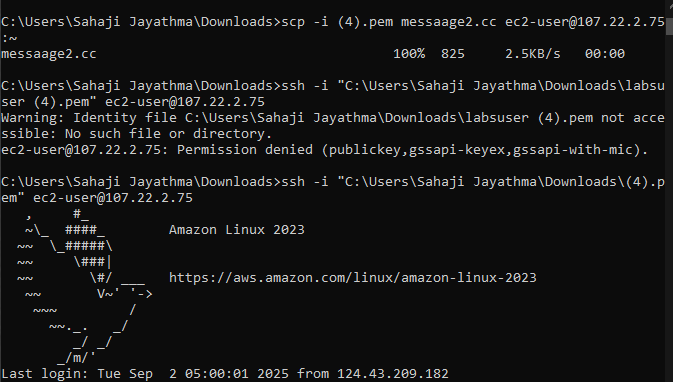 C:\Users\Sahaji Jayathma\Downloads>scp -i (4).pem messaage2.cc ec2-user@107.22.2.75
:~
messaage2.cc                                    100%  825     2.5KB/s   00:00

C:\Users\Sahaji Jayathma\Downloads>ssh -i "C:\Users\Sahaji Jayathma\Downloads\labsu
ser (4).pem" ec2-user@107.22.2.75
Warning: Identity file C:\Users\Sahaji Jayathma\Downloads\labsuser (4).pem not acce
ssible: No such file or directory.
ec2-user@107.22.2.75: Permission denied (publickey,gssapi-keyex,gssapi-with-mic).

C:\Users\Sahaji Jayathma\Downloads>ssh -i "C:\Users\Sahaji Jayathma\Downloads\(4).p
em" ec2-user@107.22.2.75
   ,     #_
   ~\_  ####_        Amazon Linux 2023
  ~~  \_#####\
  ~~     \###|
  ~~       \#/ ___   https://aws.amazon.com/linux/amazon-linux-2023
   ~~       V~' '->
    ~~~         /
      ~~._.   _/
         _/ _/
       _/m/'
Last login: Tue Sep  2 05:00:01 2025 from 124.43.209.182